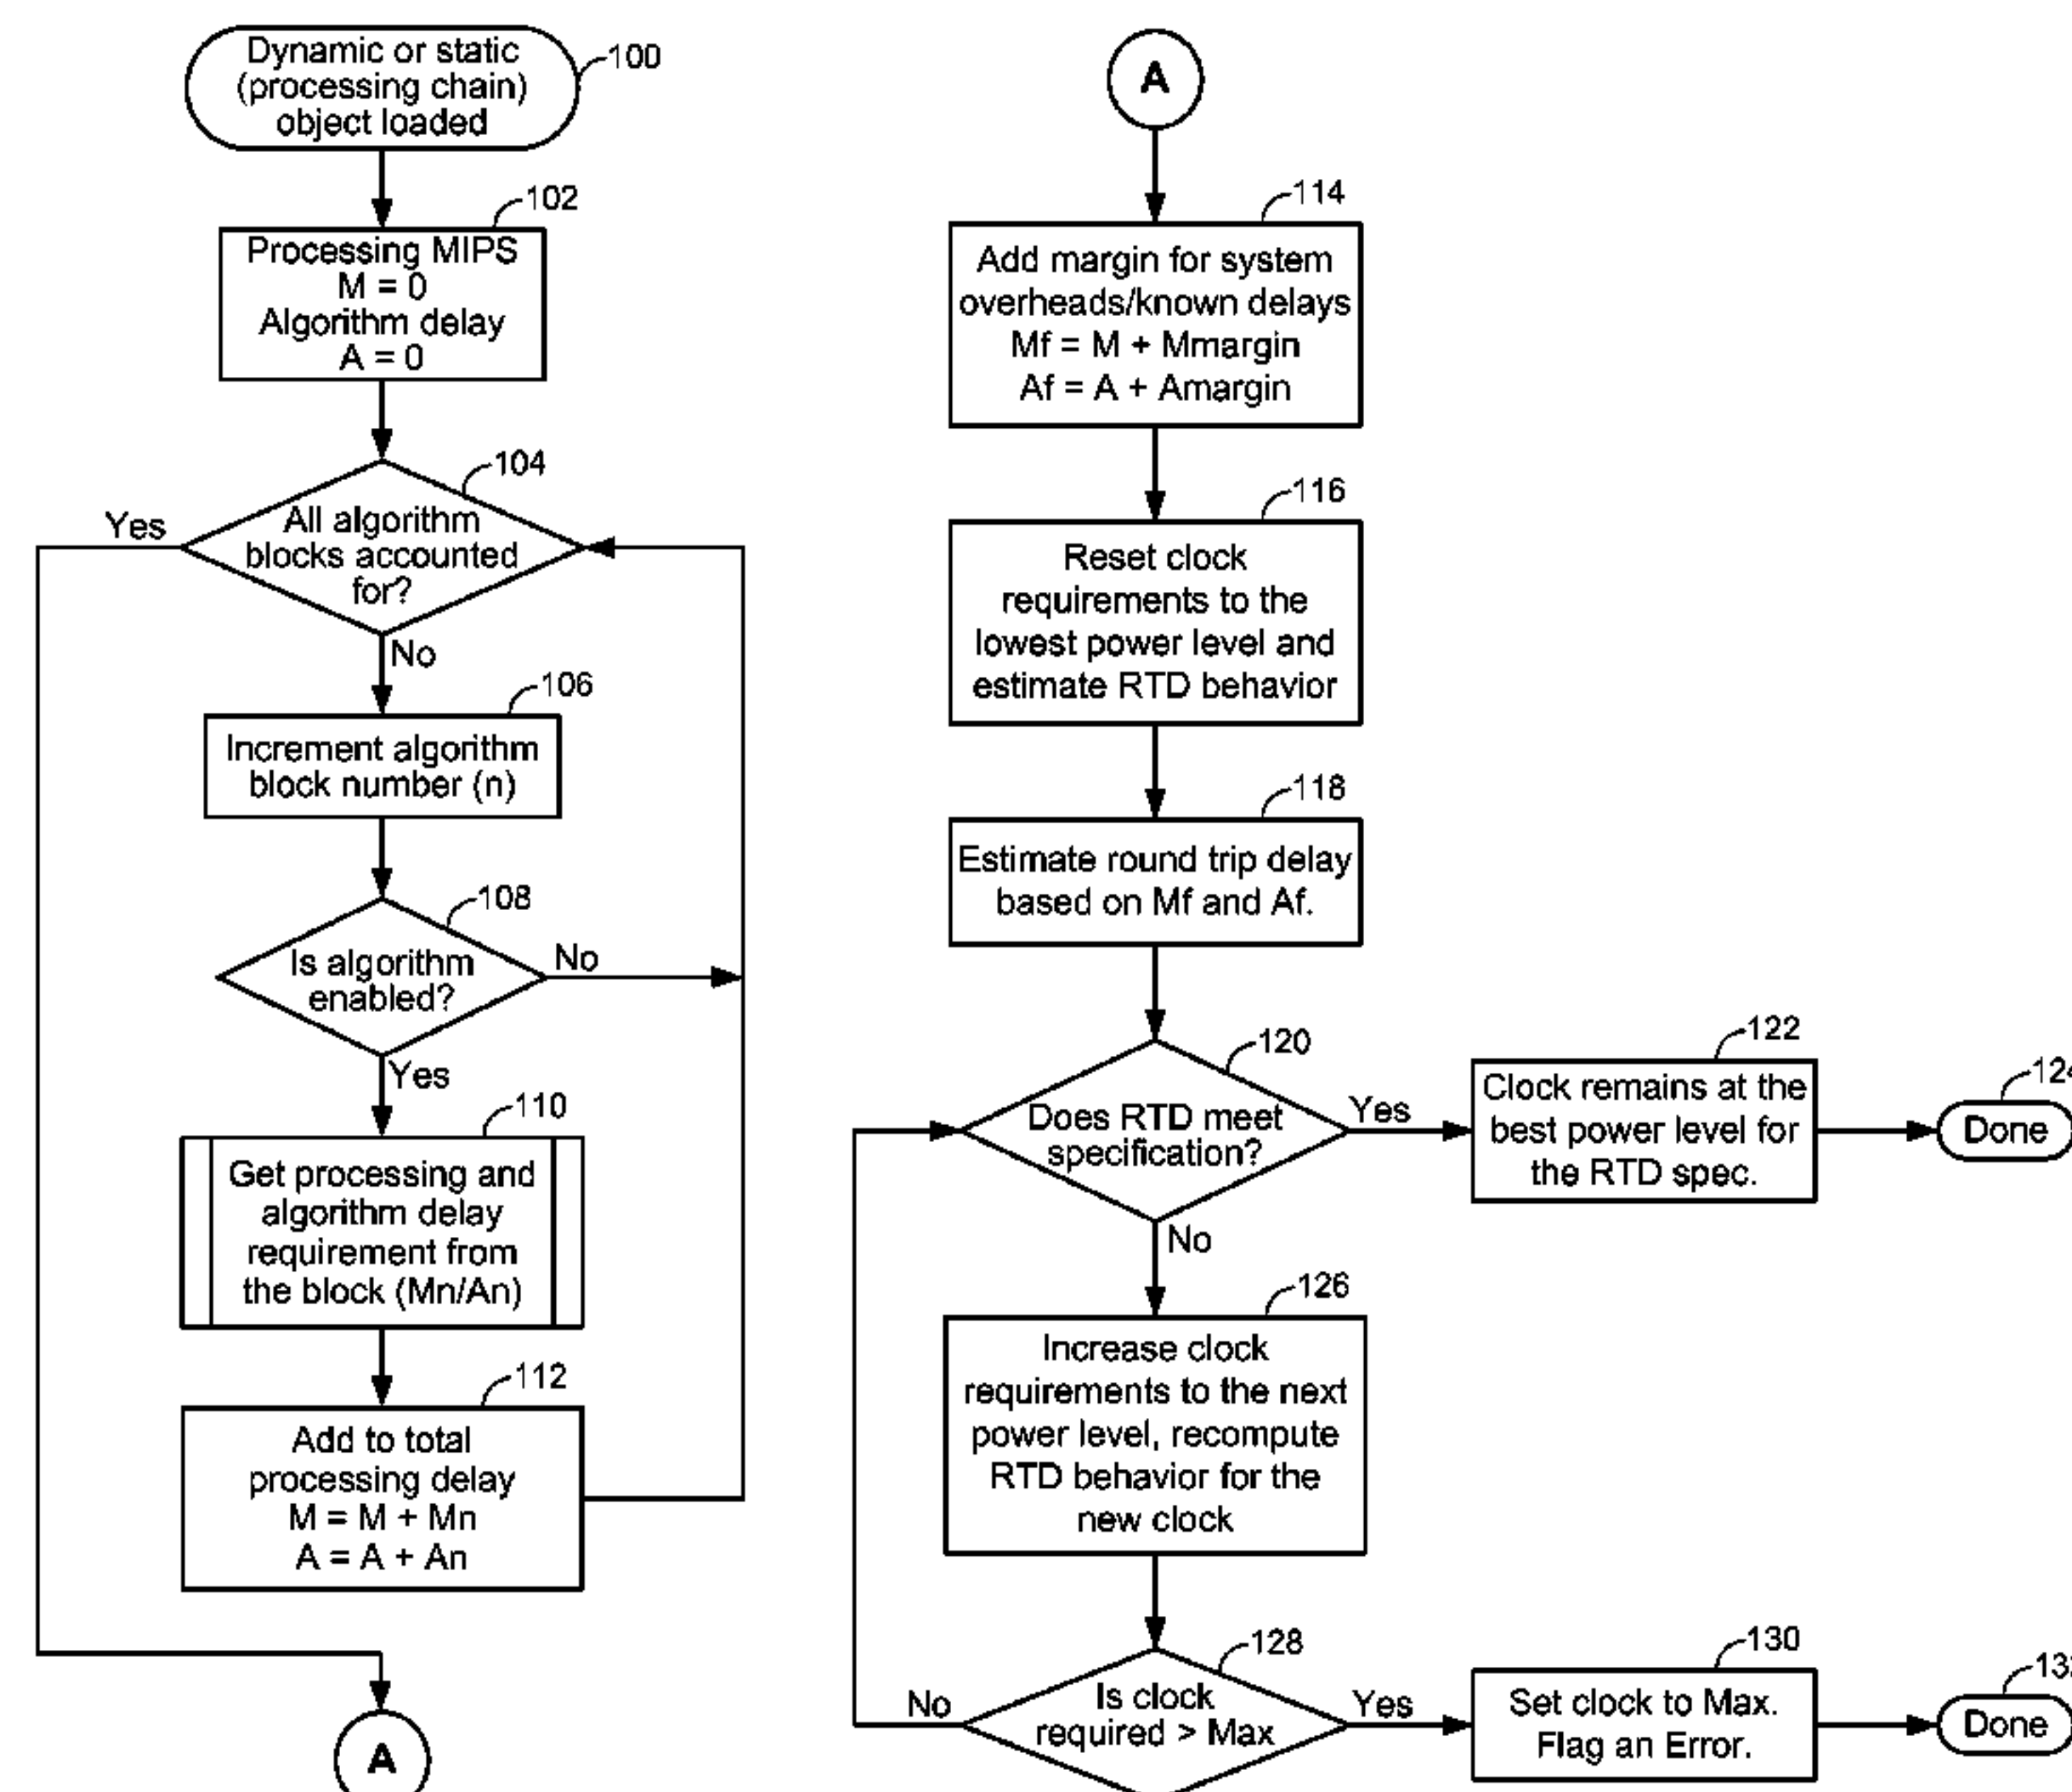 Dynamic or static
(processing chain)
object loaded
100
102
Processing MIPS
M = 0
Algorithm delay
A = 0
104
All algorithm
blocks accounted
for?
Yes
No
106
Increment algorithm
block number (n)
108
Is algorithm
enabled?
No
Yes
110
Get processing and
algorithm delay
requirement from
the block (Mn/An)
112
Add to total
processing delay
M = M + Mn
A = A + An
A
A
114
Add margin for system
overheads/known delays
Mf = M + Mmargin
Af = A + Amargin
116
Reset clock
requirements to the
lowest power level and
estimate RTD behavior
118
Estimate round trip delay
based on Mf and Af.
120
Does RTD meet
specification?
Yes
No
122
Clock remains at the
best power level for
the RTD spec.
Done
126
Increase clock
requirements to the next
power level, recompute
RTD behavior for the
new clock
128
Is clock
required > Max
No
Yes
130
Set clock to Max.
Flag an Error.
Done